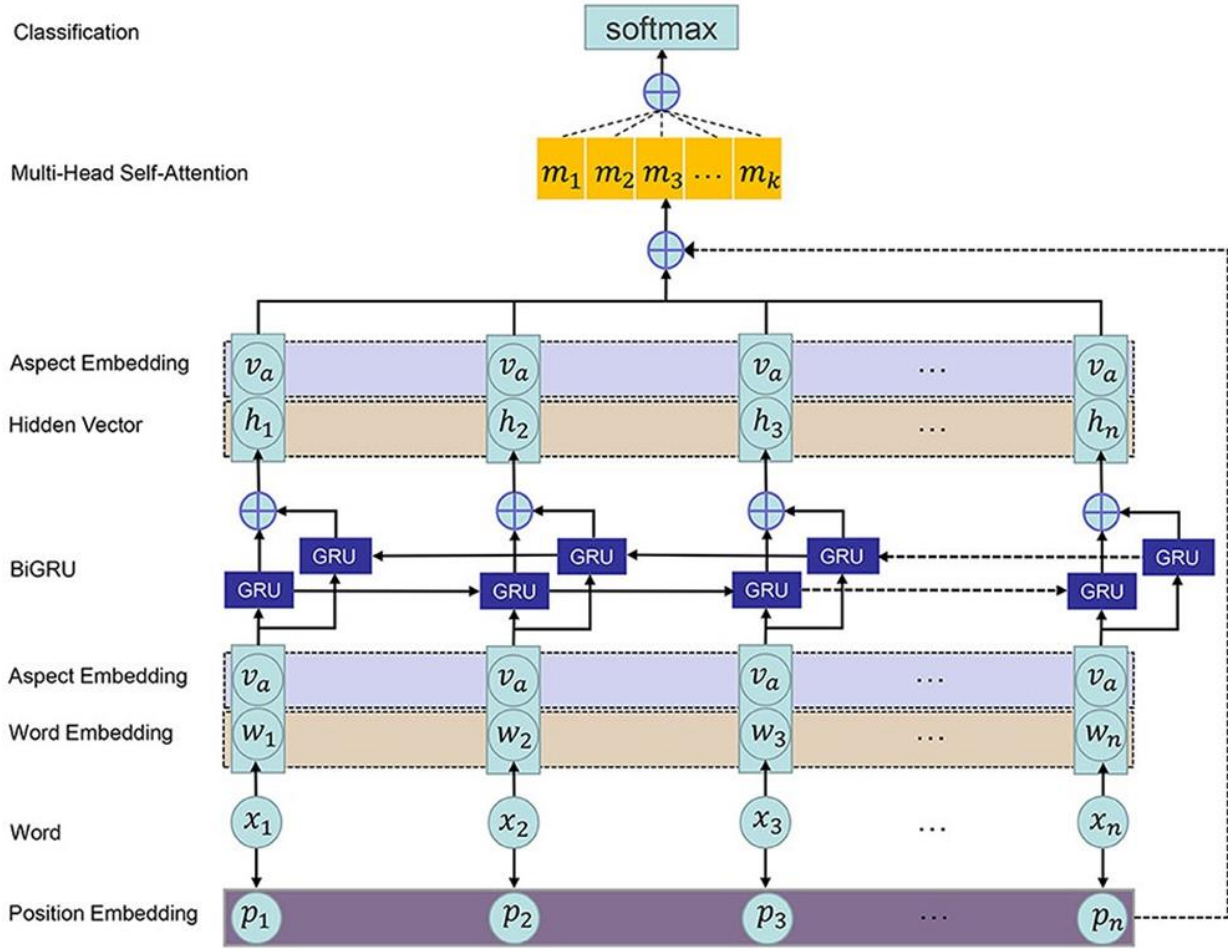 Classification softmax
Multi-Head Self-Attention m₁ m₂ m₃ ⋯ mₖ
Aspect Embedding vₐ vₐ vₐ ⋯ vₐ
Hidden Vector h₁ h₂ h₃ ⋯ hₙ
GRU GRU GRU GRU
BiGRU
GRU GRU GRU GRU
Aspect Embedding vₐ vₐ vₐ ⋯ vₐ
Word Embedding w₁ w₂ w₃ ⋯ wₙ
Word x₁ x₂ x₃ ⋯ xₙ
Position Embedding p₁ p₂ p₃ ⋯ pₙ